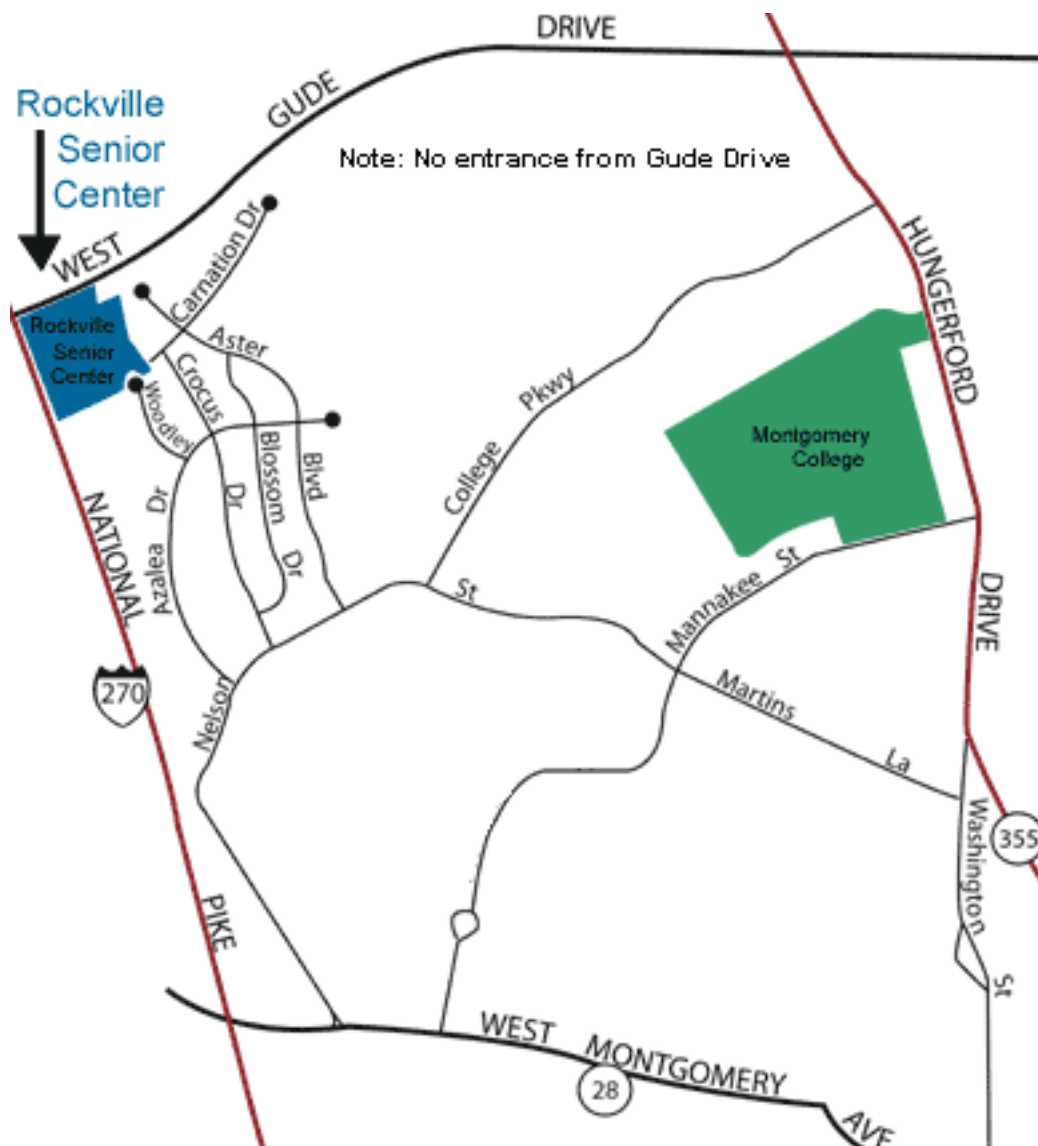 DRIVE
GUDE
Rockville
Senior
Center
Note: No entrance from Gude Drive
WEST
Carnation Dr
HUNGERFORD
Rockville
Senior
Center
Aster
Crocus
Woodley
Pkwy
Montgomery
College
Blossom
Blvd
College
Dr
Dr
NATIONAL
Azalea
Dr
St
St
Mannakee
DRIVE
270
Nelson
Martins
La
Washington
355
PIKE
St
WEST
MONTGOMERY
28
AVE